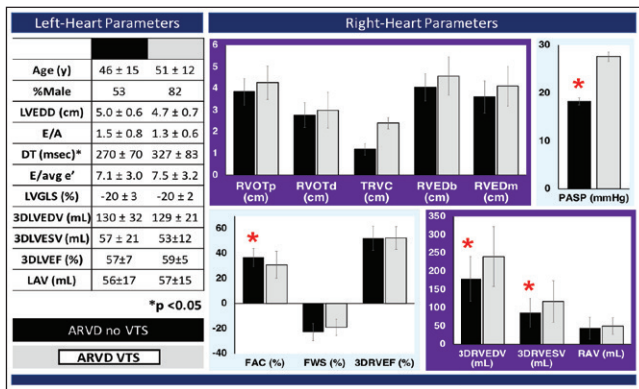 Left-Heart Parameters
Age (y) 46 ± 15 51 ± 12
%Male 53 82
LVEDD (cm) 5.0 ± 0.6 4.7 ± 0.7
E/A 1.5 ± 0.8 1.3 ± 0.6
DT (msec)* 270 ± 70 327 ± 83
E/avg e' 7.1 ± 3.0 7.5 ± 3.2
LVGLS (%) -20 ± 3 -20 ± 2
3DLVEDV (mL) 130 ± 32 129 ± 21
3DLVESV (mL) 57 ± 21 53±12
3DLVEF (%) 57±7 59±5
LAV (mL) 56±17 57±15
*p <0.05
ARVD no VTS
ARVD VTS
Right-Heart Parameters
6
5
4
3
2
1
0
RVOTp (cm) RVOTd (cm) TRVC (cm) RVEDb (cm) RVEDm (cm)
30
20
10
0
*
PASP (mmHg)
60
40
20
0
-20
-40
*
FAC (%) FWS (%) 3DRVEF (%)
350
300
250
200
150
100
50
0
* *
3DRVEDV (mL) 3DRVESV (mL) RAV (mL)